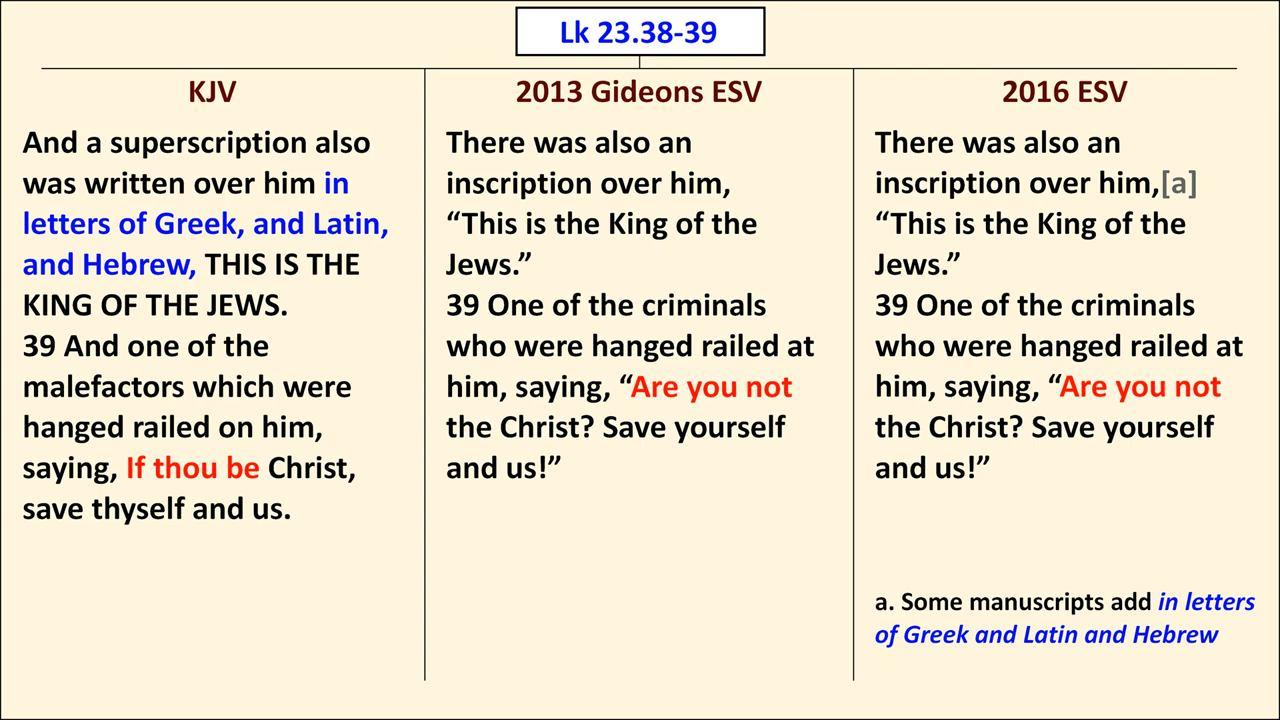 Lk 23.38-39
KJV
And a superscription also
was written over him in
letters of Greek, and Latin,
and Hebrew, THIS IS THE
KING OF THE JEWS.
39 And one of the
malefactors which were
hanged railed on him,
saying, If thou be Christ,
save thyself and us.
2013 Gideons ESV
There was also an
inscription over him,
“This is the King of the
Jews.”
39 One of the criminals
who were hanged railed at
him, saying, “Are you not
the Christ? Save yourself
and us!”
2016 ESV
There was also an
inscription over him,[a]
“This is the King of the
Jews.”
39 One of the criminals
who were hanged railed at
him, saying, “Are you not
the Christ? Save yourself
and us!”
a. Some manuscripts add in letters
of Greek and Latin and Hebrew